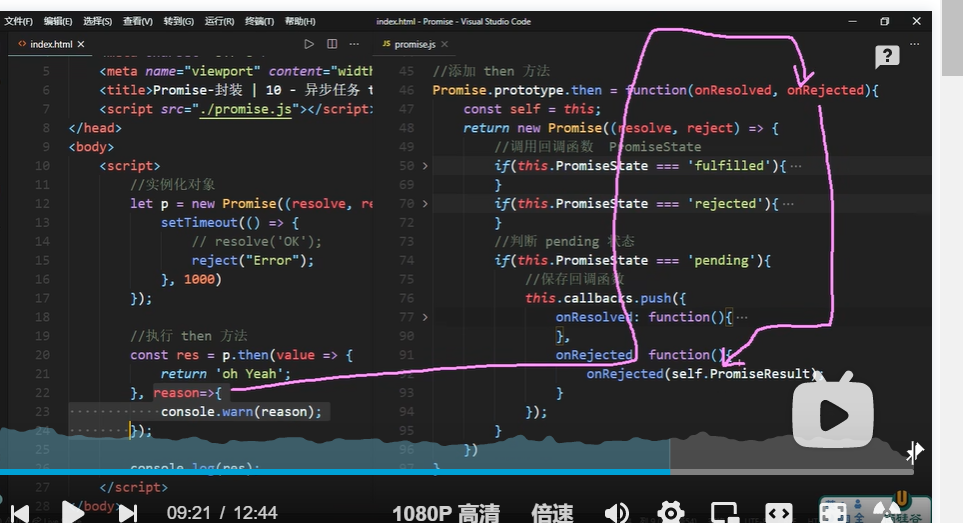 文件(F) 编辑(E) 选择(S) 查看(V) 转到(G) 运行(R) 终端(T) 帮助(H) index.html - Promise - Visual Studio Code
index.html
5 <meta name="viewport" content="widt
6 <title>Promise-封装 | 10 - 异步任务 t
7 <script src="./promise.js"></script>
8 </head>
9 <body>
10 <script>
11 //实例化对象
12 let p = new Promise((resolve, re
13 setTimeout(() => {
14 // resolve('OK');
15 reject("Error");
16 }, 1000)
17 });
18
19 //执行 then 方法
20 const res = p.then(value => {
21 return 'oh Yeah';
22 }, reason=>{
23 console.warn(reason);
24 });
25
console.log(res);
27 </script>
28 /body>
JS promise.js
45 //添加 then 方法
46 Promise.prototype.then = function(onResolved, onRejected){
47 const self = this;
48 return new Promise((resolve, reject) => {
49 //调用回调函数 PromiseState
50 if(this.PromiseState === 'fulfilled'){ ...
69 }
70 if(this.PromiseState === 'rejected'){ ...
72 }
73 //判断 pending 状态
74 if(this.PromiseState === 'pending'){
75 //保存回调函数
76 this.callbacks.push({
77 onResolved: function(){ ...
90 },
91 onRejected function(){
92 onRejected(self.PromiseResult)
93 }
94 });
95 }
96 })
97 }
09:21 / 12:44 1080P 高清 倍速